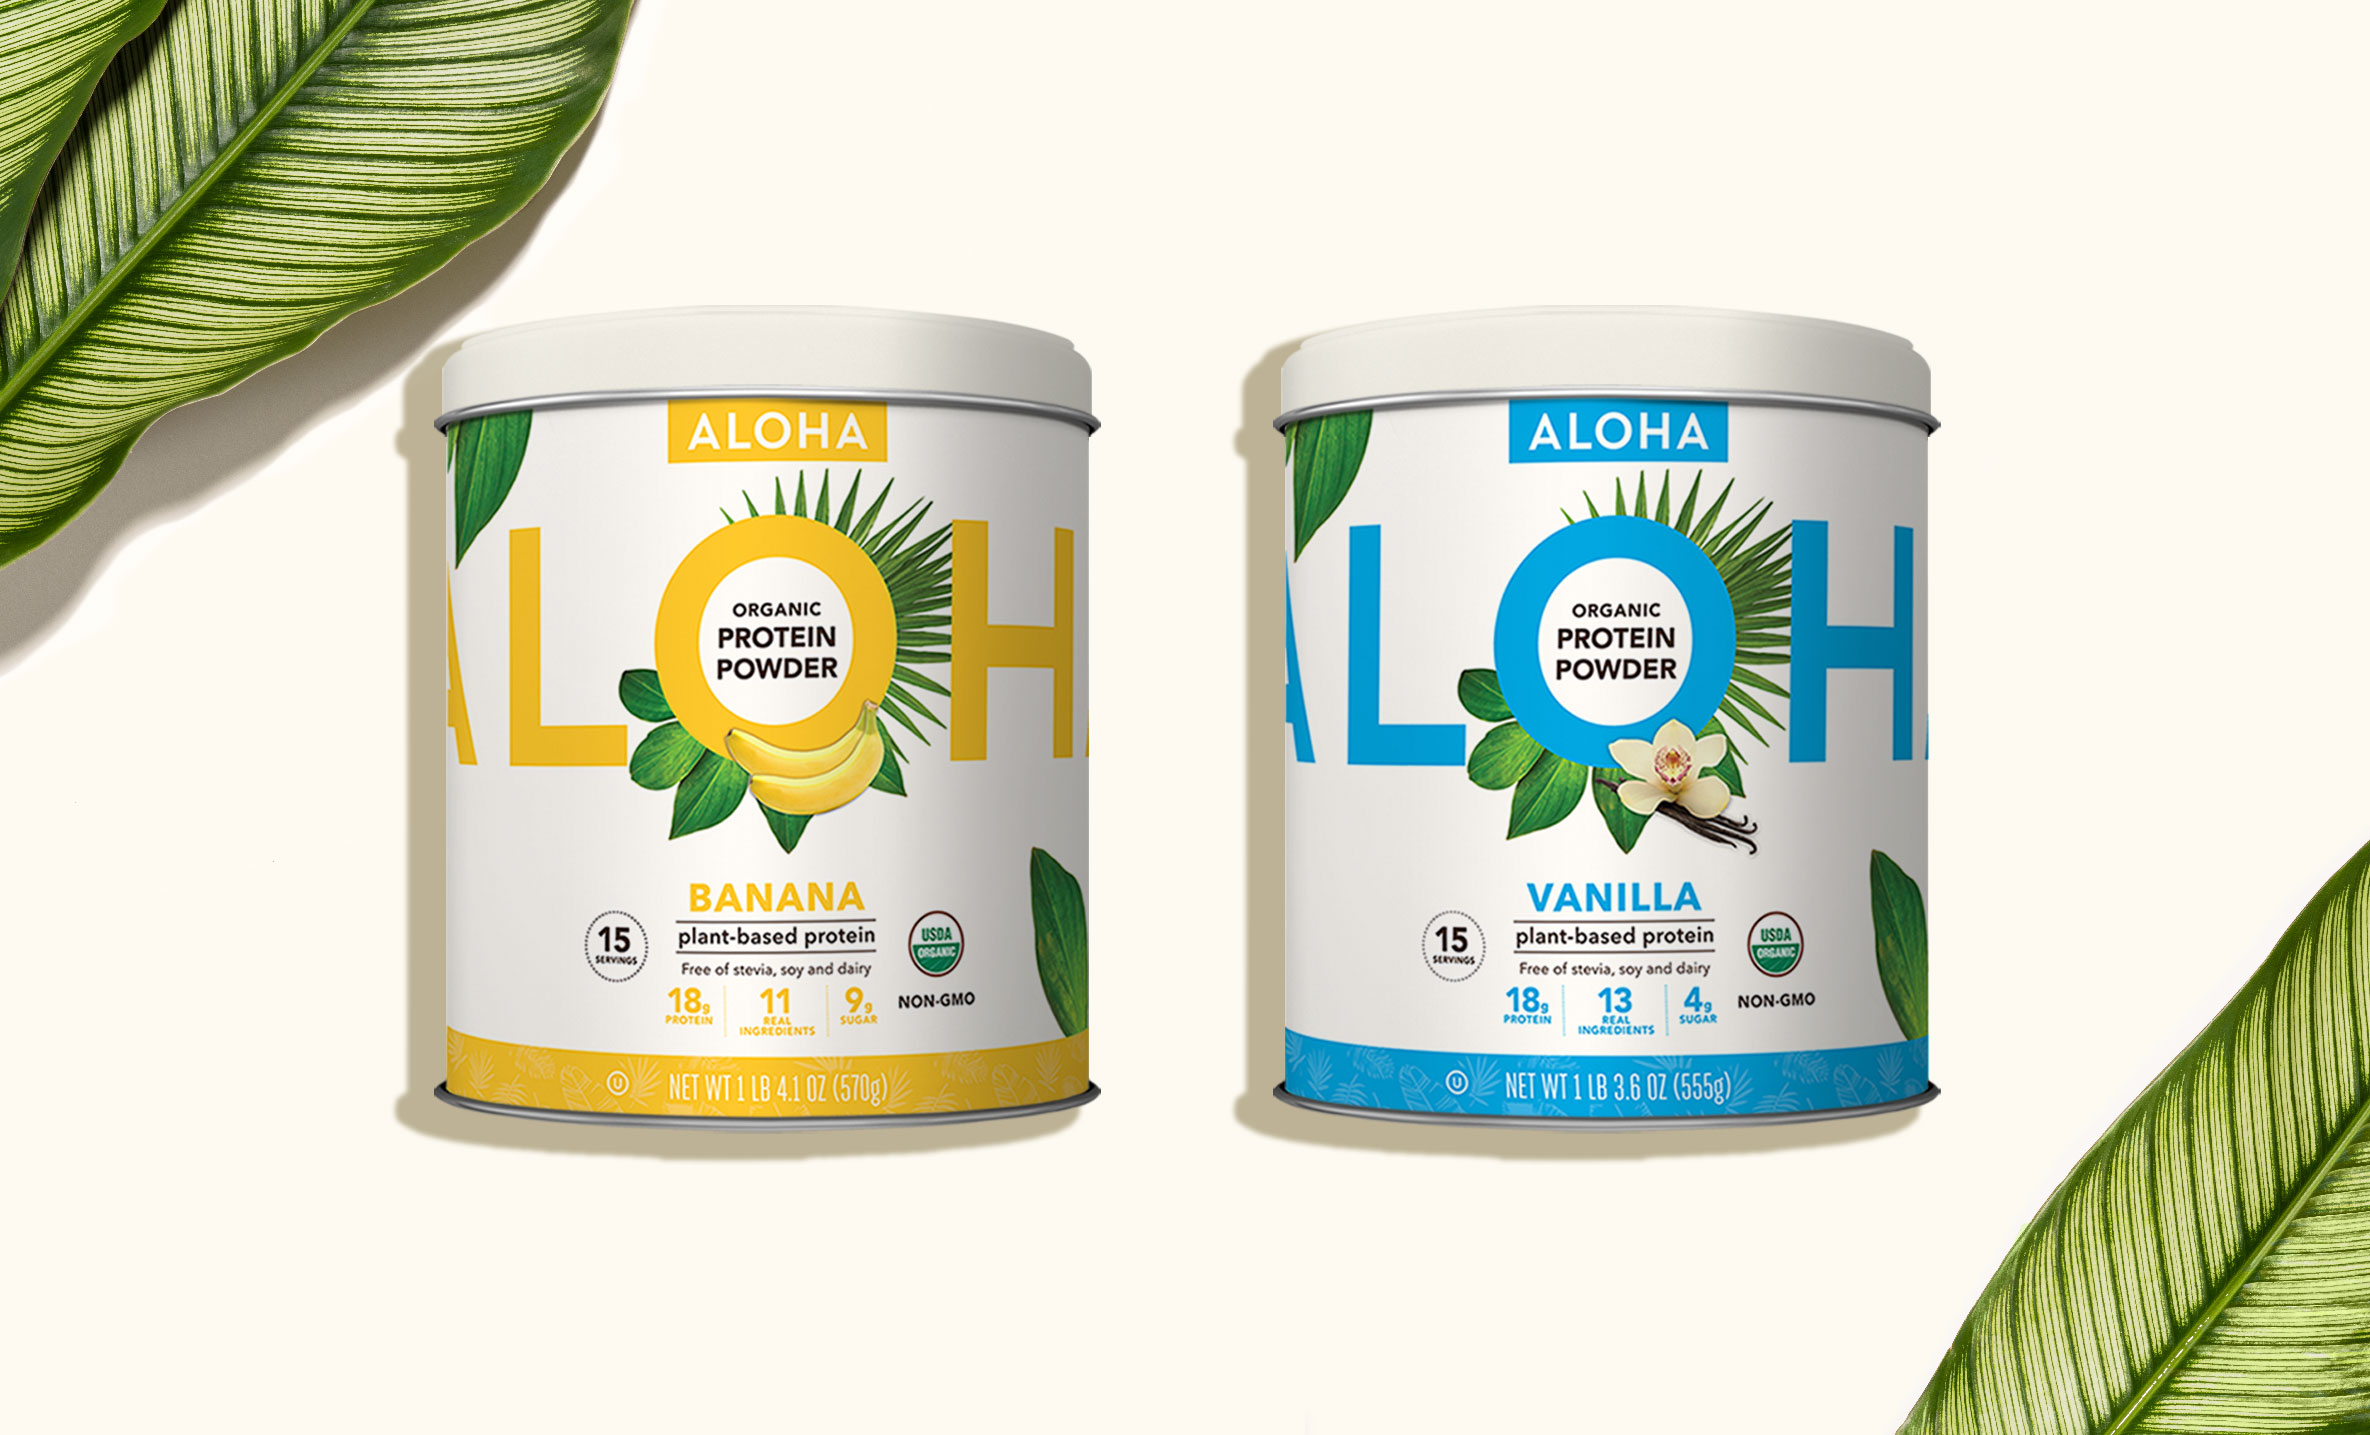 ALOHA
ALOHA
ORGANIC
PROTEIN
POWDER
BANANA
plant-based protein
Free of stevia, soy and dairy
15
SERVINGS
18g
PROTEIN
11
REAL
INGREDIENTS
9g
SUGAR
USDA
ORGANIC
NON-GMO
U
NET WT 1 LB 4.1 OZ (570g)
ALOHA
ALOHA
ORGANIC
PROTEIN
POWDER
VANILLA
plant-based protein
Free of stevia, soy and dairy
15
SERVINGS
18g
PROTEIN
13
REAL
INGREDIENTS
4g
SUGAR
USDA
ORGANIC
NON-GMO
U
NET WT 1 LB 3.6 OZ (555g)